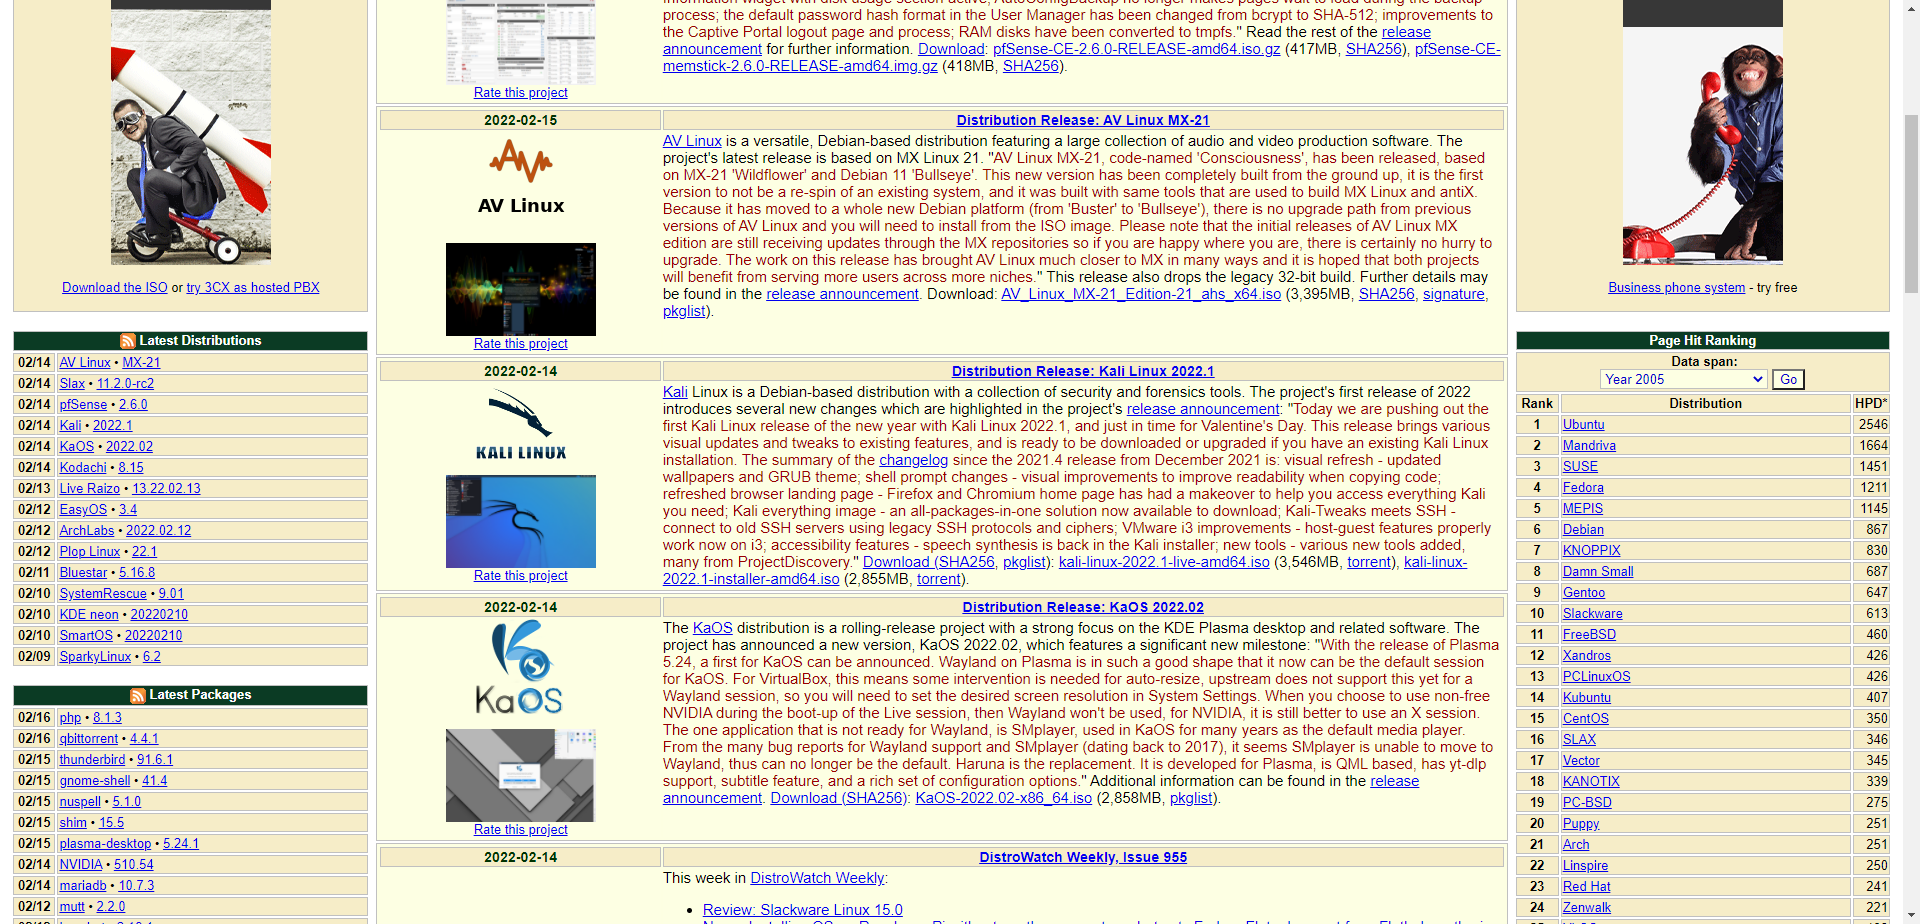 Download the ISO or try 3CX as hosted PBX
Latest Distributions
02/14 AV Linux • MX-21
02/14 Slax • 11.2.0-rc2
02/14 pfSense • 2.6.0
02/14 Kali • 2022.1
02/14 KaOS • 2022.02
02/14 Kodachi • 8.15
02/13 Live Raizo • 13.22.02.13
02/12 EasyOS • 3.4
02/12 ArchLabs • 2022.02.12
02/12 Plop Linux • 22.1
02/11 Bluestar • 5.16.8
02/10 SystemRescue • 9.01
02/10 KDE neon • 20220210
02/10 SmartOS • 20220210
02/09 SparkyLinux • 6.2
Latest Packages
02/16 php • 8.1.3
02/16 qbittorrent • 4.4.1
02/15 thunderbird • 91.6.1
02/15 gnome-shell • 41.4
02/15 nuspell • 5.1.0
02/15 shim • 15.5
02/15 plasma-desktop • 5.24.1
02/14 NVIDIA • 510.54
02/14 mariadb • 10.7.3
02/12 mutt • 2.2.0
process; the default password hash format in the User Manager has been changed from bcrypt to SHA-512; improvements to
the Captive Portal logout page and process; RAM disks have been converted to tmpfs." Read the rest of the release
announcement for further information. Download: pfSense-CE-2.6.0-RELEASE-amd64.iso.gz (417MB, SHA256), pfSense-CE-
memstick-2.6.0-RELEASE-amd64.img.gz (418MB, SHA256).
Rate this project
2022-02-15
Distribution Release: AV Linux MX-21
AV Linux
Rate this project
AV Linux is a versatile, Debian-based distribution featuring a large collection of audio and video production software. The
project's latest release is based on MX Linux 21. "AV Linux MX-21, code-named 'Consciousness', has been released, based
on MX-21 'Wildflower' and Debian 11 'Bullseye'. This new version has been completely built from the ground up, it is the first
version to not be a re-spin of an existing system, and it was built with same tools that are used to build MX Linux and antiX.
Because it has moved to a whole new Debian platform (from 'Buster' to 'Bullseye'), there is no upgrade path from previous
versions of AV Linux and you will need to install from the ISO image. Please note that the initial releases of AV Linux MX
edition are still receiving updates through the MX repositories so if you are happy where you are, there is certainly no hurry to
upgrade. The work on this release has brought AV Linux much closer to MX in many ways and it is hoped that both projects
will benefit from serving more users across more niches." This release also drops the legacy 32-bit build. Further details may
be found in the release announcement. Download: AV_Linux_MX-21_Edition-21_ahs_x64.iso (3,395MB, SHA256, signature,
pkglist).
2022-02-14
Distribution Release: Kali Linux 2022.1
KALI LINUX
Rate this project
Kali Linux is a Debian-based distribution with a collection of security and forensics tools. The project's first release of 2022
introduces several new changes which are highlighted in the project's release announcement: "Today we are pushing out the
first Kali Linux release of the new year with Kali Linux 2022.1, and just in time for Valentine's Day. This release brings various
visual updates and tweaks to existing features, and is ready to be downloaded or upgraded if you have an existing Kali Linux
installation. The summary of the changelog since the 2021.4 release from December 2021 is: visual refresh - updated
wallpapers and GRUB theme; shell prompt changes - visual improvements to improve readability when copying code;
refreshed browser landing page - Firefox and Chromium home page has had a makeover to help you access everything Kali
you need; Kali everything image - an all-packages-in-one solution now available to download; Kali-Tweaks meets SSH -
connect to old SSH servers using legacy SSH protocols and ciphers; VMware i3 improvements - host-guest features properly
work now on i3; accessibility features - speech synthesis is back in the Kali installer; new tools - various new tools added,
many from ProjectDiscovery." Download (SHA256, pkglist): kali-linux-2022.1-live-amd64.iso (3,546MB, torrent), kali-linux-
2022.1-installer-amd64.iso (2,855MB, torrent).
2022-02-14
Distribution Release: KaOS 2022.02
KaOS
Rate this project
The KaOS distribution is a rolling-release project with a strong focus on the KDE Plasma desktop and related software. The
project has announced a new version, KaOS 2022.02, which features a significant new milestone: "With the release of Plasma
5.24, a first for KaOS can be announced. Wayland on Plasma is in such a good shape that it now can be the default session
for KaOS. For VirtualBox, this means some intervention is needed for auto-resize, upstream does not support this yet for a
Wayland session, so you will need to set the desired screen resolution in System Settings. When you choose to use non-free
NVIDIA during the boot-up of the Live session, then Wayland won't be used, for NVIDIA, it is still better to use an X session.
The one application that is not ready for Wayland, is SMplayer, used in KaOS for many years as the default media player.
From the many bug reports for Wayland support and SMplayer (dating back to 2017), it seems SMplayer is unable to move to
Wayland, thus can no longer be the default. Haruna is the replacement. It is developed for Plasma, is QML based, has yt-dlp
support, subtitle feature, and a rich set of configuration options." Additional information can be found in the release
announcement. Download (SHA256): KaOS-2022.02-x86_64.iso (2,858MB, pkglist).
2022-02-14
DistroWatch Weekly, Issue 955
This week in DistroWatch Weekly:
• Review: Slackware Linux 15.0
Business phone system - try free
Page Hit Ranking
Data span:
Year 2005 Go
Rank Distribution HPD*
1 Ubuntu 2546
2 Mandriva 1664
3 SUSE 1451
4 Fedora 1211
5 MEPIS 1145
6 Debian 867
7 KNOPPIX 830
8 Damn Small 687
9 Gentoo 647
10 Slackware 613
11 FreeBSD 460
12 Xandros 426
13 PCLinuxOS 426
14 Kubuntu 407
15 CentOS 350
16 SLAX 346
17 Vector 345
18 KANOTIX 339
19 PC-BSD 275
20 Puppy 251
21 Arch 251
22 Linspire 250
23 Red Hat 241
24 Zenwalk 221